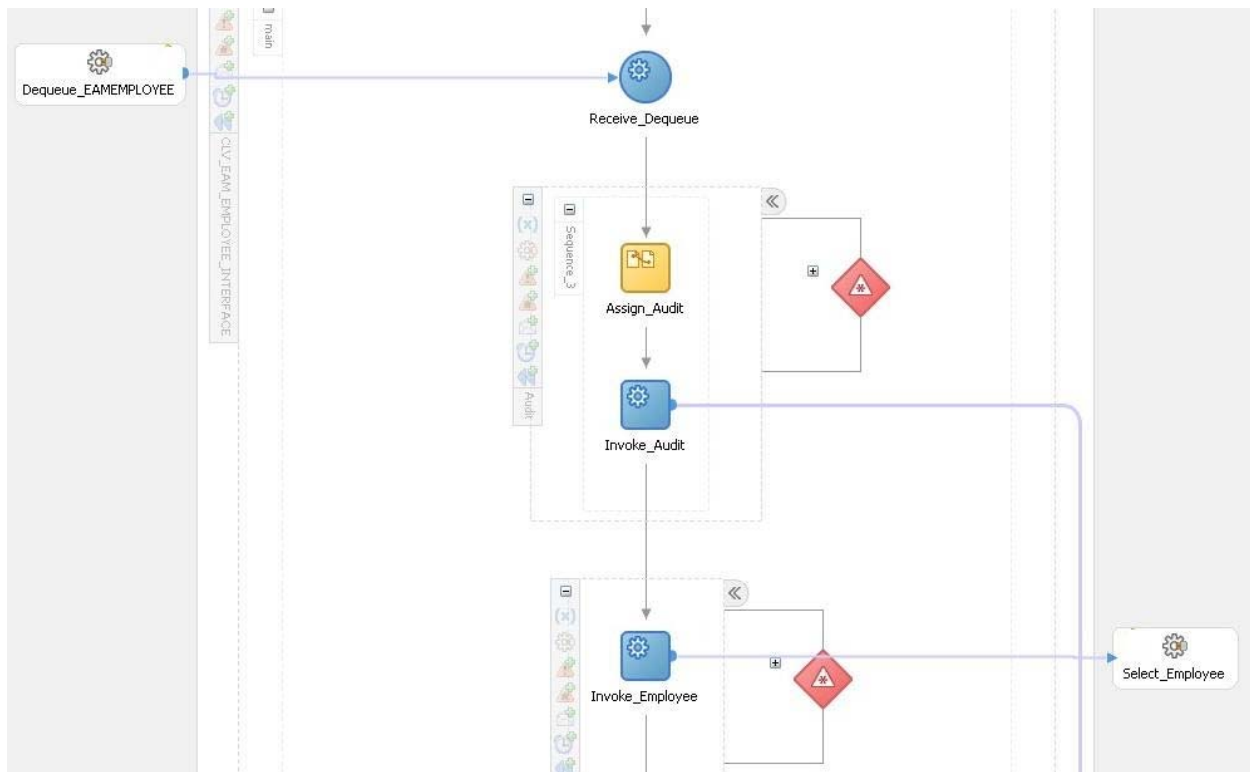 main
Dequeue_EAMEMPLOYEE
Receive_Dequeue
CLV_EAM_EMPLOYEE_INTERFACE
(x)
Sequence_3
Assign_Audit
Audit
Invoke_Audit
(x)
Invoke_Employee
Select_Employee